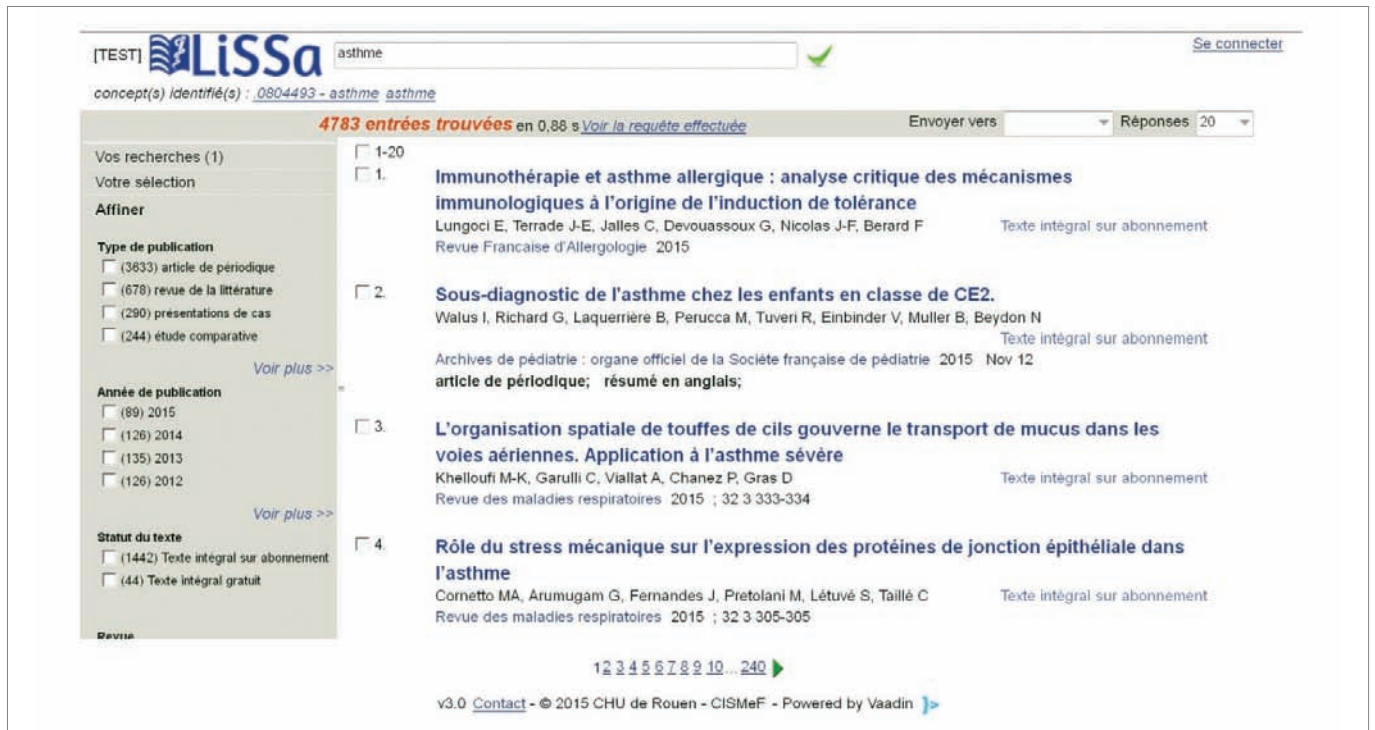 [TEST] LiSSa asthme Se connecter
concept(s) identifié(s) : .0804493 - asthme asthme
4783 entrées trouvées en 0,88 s Voir la requête effectuée Envoyer vers Réponses 20
Vos recherches (1)
Votre sélection
Affiner
Type de publication
(3633) article de périodique
(678) revue de la littérature
(290) présentations de cas
(244) étude comparative
Voir plus >>
Année de publication
(89) 2015
(126) 2014
(135) 2013
(126) 2012
Voir plus >>
Statut du texte
(1442) Texte intégral sur abonnement
(44) Texte intégral gratuit
Revue
1-20
1. Immunothérapie et asthme allergique : analyse critique des mécanismes
immunologiques à l'origine de l'induction de tolérance
Lungoci E, Terrade J-E, Jalles C, Devouassoux G, Nicolas J-F, Berard F Texte intégral sur abonnement
Revue Francaise d'Allergologie 2015
2. Sous-diagnostic de l'asthme chez les enfants en classe de CE2.
Walus I, Richard G, Laquerrière B, Perucca M, Tuveri R, Einbinder V, Muller B, Beydon N
Texte intégral sur abonnement
Archives de pédiatrie : organe officiel de la Sociéte française de pédiatrie 2015 Nov 12
article de périodique; résumé en anglais;
3. L'organisation spatiale de touffes de cils gouverne le transport de mucus dans les
voies aériennes. Application à l'asthme sévère
Khelloufi M-K, Garulli C, Viallat A, Chanez P, Gras D Texte intégral sur abonnement
Revue des maladies respiratoires 2015 ; 32 3 333-334
4. Rôle du stress mécanique sur l'expression des protéines de jonction épithéliale dans
l'asthme
Cornetto MA, Arumugam G, Fernandes J, Pretolani M, Létuvé S, Taillé C Texte intégral sur abonnement
Revue des maladies respiratoires 2015 ; 32 3 305-305
1 2 3 4 5 6 7 8 9 10 ... 240
v3.0 Contact - © 2015 CHU de Rouen - CISMeF - Powered by Vaadin }>